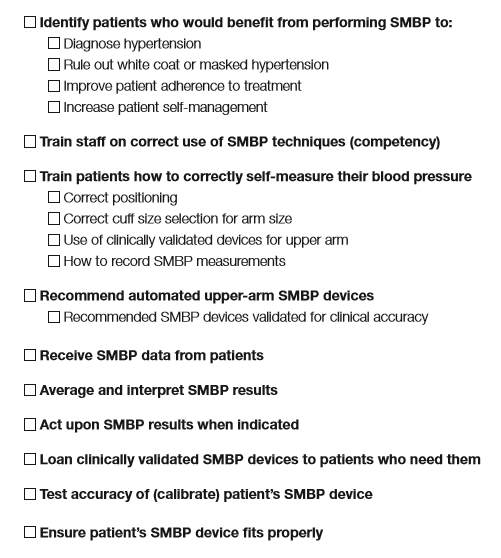 Identify patients who would benefit from performing SMBP to:
Diagnose hypertension
Rule out white coat or masked hypertension
Improve patient adherence to treatment
Increase patient self-management
Train staff on correct use of SMBP techniques (competency)
Train patients how to correctly self-measure their blood pressure
Correct positioning
Correct cuff size selection for arm size
Use of clinically validated devices for upper arm
How to record SMBP measurements
Recommend automated upper-arm SMBP devices
Recommended SMBP devices validated for clinical accuracy
Receive SMBP data from patients
Average and interpret SMBP results
Act upon SMBP results when indicated
Loan clinically validated SMBP devices to patients who need them
Test accuracy of (calibrate) patient's SMBP device
Ensure patient's SMBP device fits properly